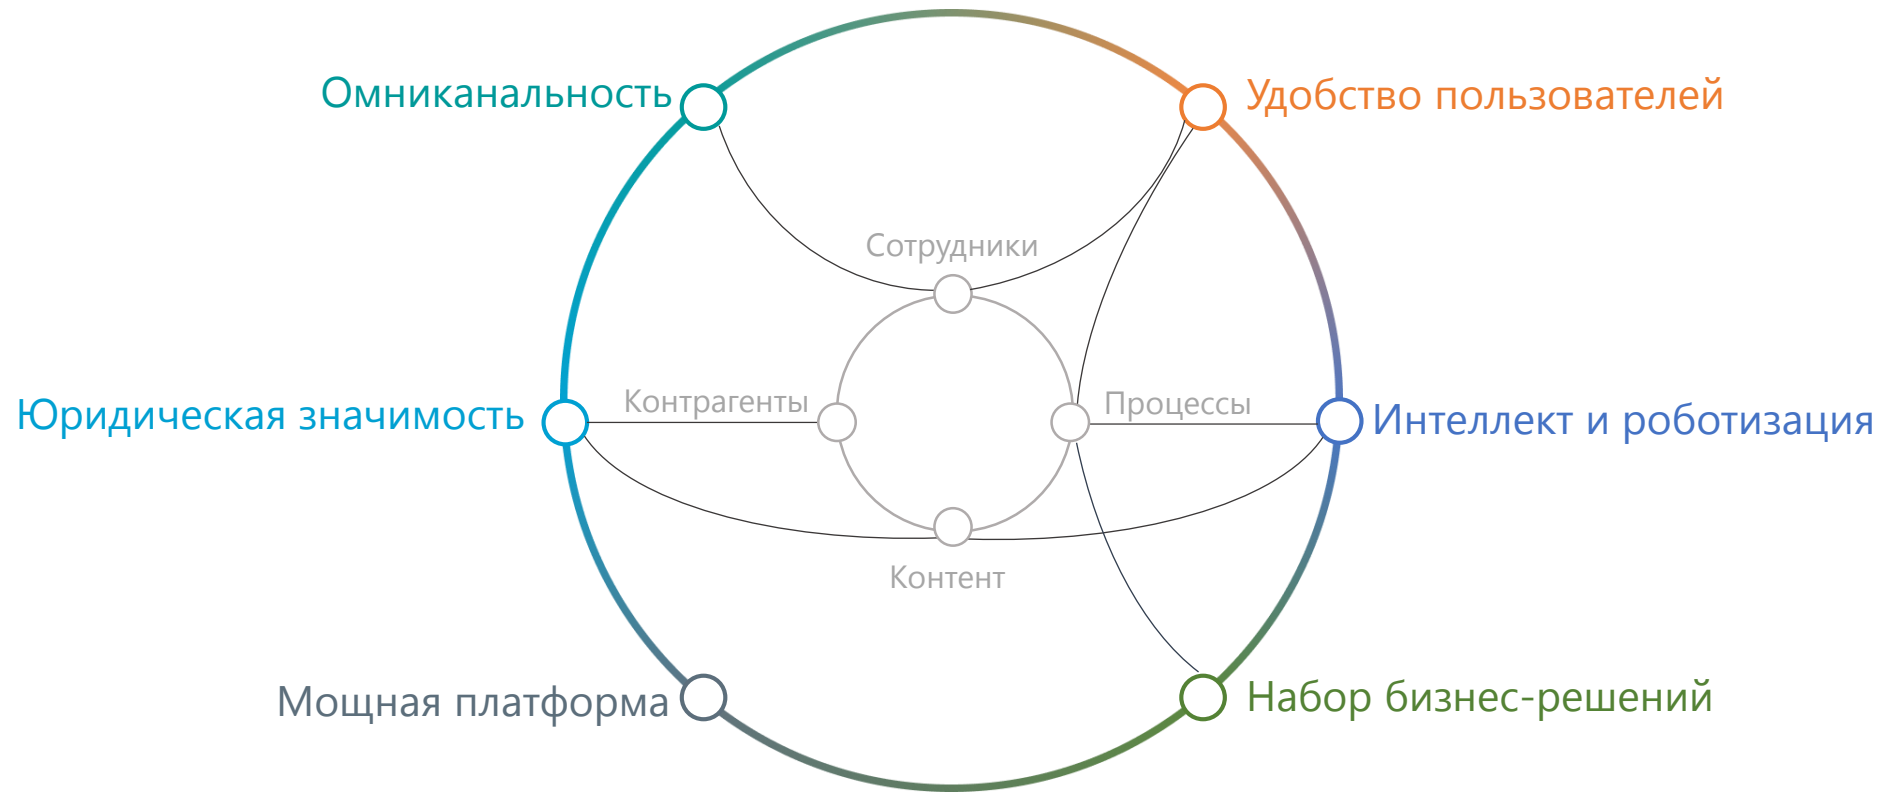 Омниканальность
Удобство пользователей
Сотрудники
Юридическая значимость
Контрагенты
Процессы
Интеллект и роботизация
Контент
Мощная платформа
Набор бизнес-решений